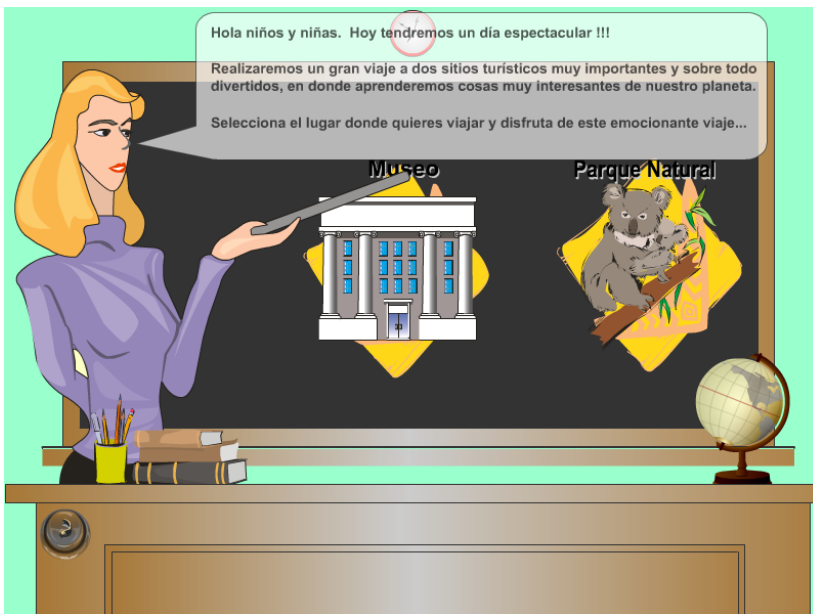 Hola niños y niñas. Hoy tendremos un día espectacular !!!
Realizaremos un gran viaje a dos sitios turísticos muy importantes y sobre todo
divertidos, en donde aprenderemos cosas muy interesantes de nuestro planeta.
Selecciona el lugar donde quieres viajar y disfruta de este emocionante viaje...
Museo
Parque Natural